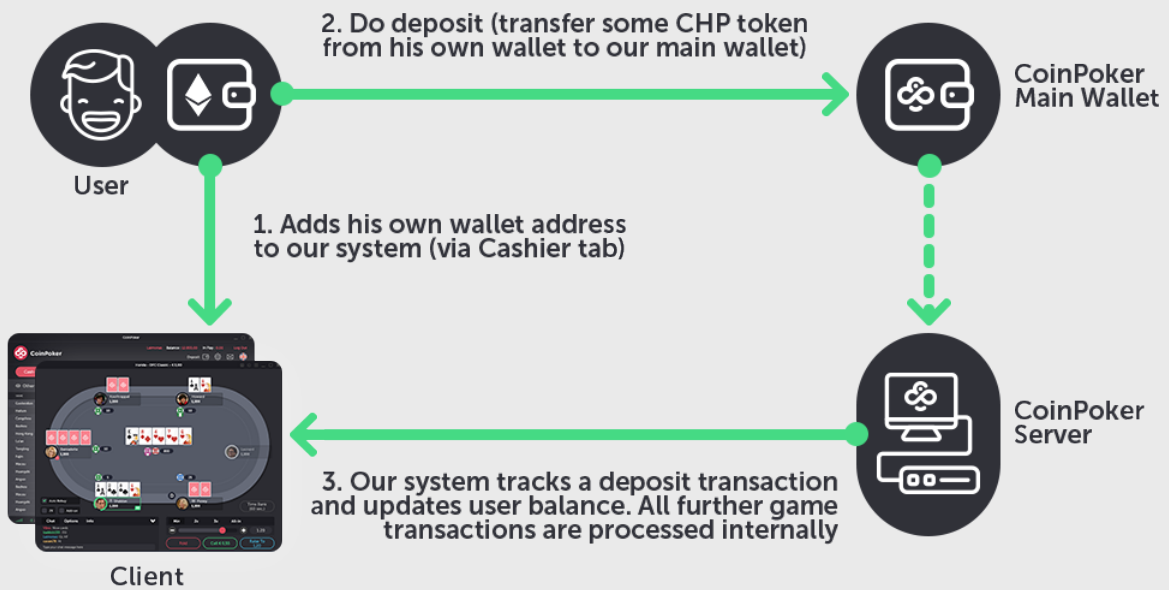 2. Do deposit (transfer some CHP token
from his own wallet to our main wallet)
CoinPoker
Main Wallet
User
1. Adds his own wallet address
to our system (via Cashier tab)
CoinPoker
CoinPoker
Server
3. Our system tracks a deposit transaction
and updates user balance. All further game
transactions are processed internally
Client